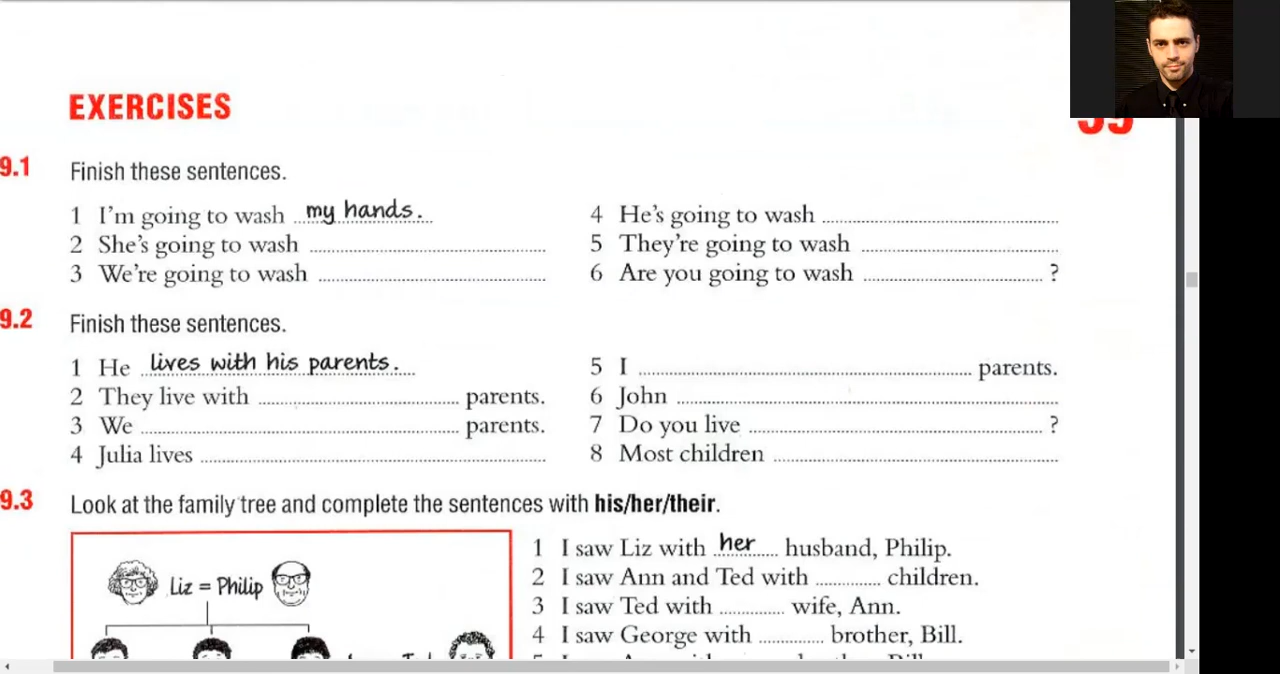 EXERCISES
9.1 Finish these sentences.
1 I'm going to wash my hands.
2 She's going to wash ..............................
3 We're going to wash ..............................
4 He's going to wash ..............................
5 They're going to wash ..............................
6 Are you going to wash .............................. ?
9.2 Finish these sentences.
1 He lives with his parents.
2 They live with .............................. parents.
3 We .............................. parents.
4 Julia lives ..............................
5 I .............................. parents.
6 John ..............................
7 Do you live .............................. ?
8 Most children ..............................
9.3 Look at the family tree and complete the sentences with his/her/their.
Liz = Philip
1 I saw Liz with her husband, Philip.
2 I saw Ann and Ted with ............. children.
3 I saw Ted with ............. wife, Ann.
4 I saw George with ............. brother, Bill.